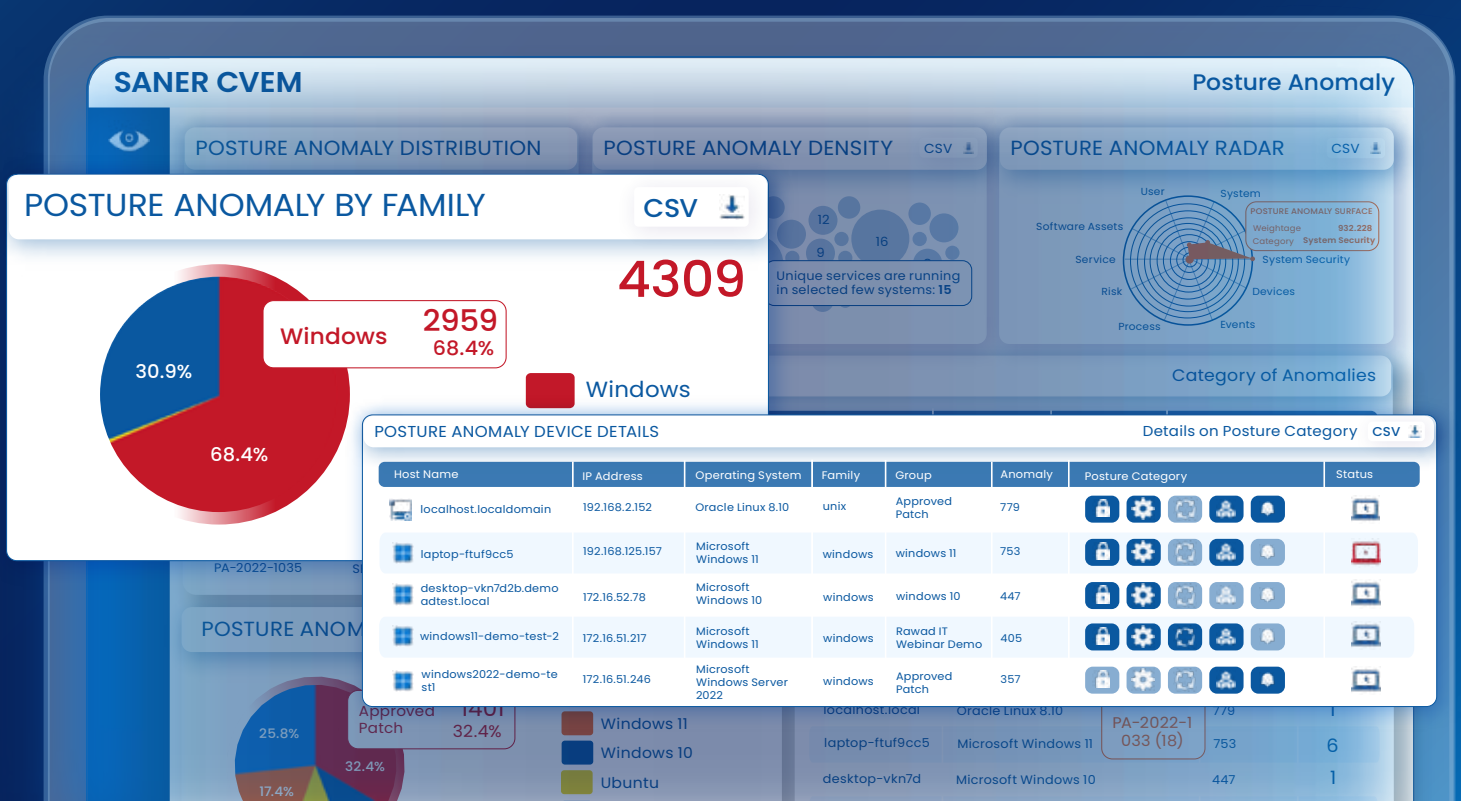 SANER CVEM
Posture Anomaly
POSTURE ANOMALY DISTRIBUTION
POSTURE ANOMALY DENSITY
CSV
POSTURE ANOMALY RADAR
CSV
POSTURE ANOMALY BY FAMILY
CSV
4309
Windows
2959
68.4%
30.9%
68.4%
Windows
12
16
9
Unique services are running
in selected few systems: 15
User
System
Software Assets
Service
System Security
Risk
Devices
Process
Events
POSTURE ANOMALY SURFACE
Weightage 932.228
Category System Security
Category of Anomalies
POSTURE ANOMALY DEVICE DETAILS
Details on Posture Category
CSV
Host Name IP Address Operating System Family Group Anomaly Posture Category Status
localhost.localdomain 192.168.2.152 Oracle Linux 8.10 unix Approved
Patch 779
laptop-ftuf9cc5 192.168.125.157 Microsoft
Windows 11 windows windows 11 753
desktop-vkn7d2b.demo
adtest.local 172.16.52.78 Microsoft
Windows 10 windows windows 10 447
windows11-demo-test-2 172.16.51.217 Microsoft
Windows 11 windows Rawad IT
Webinar Demo 405
windows2022-demo-te
st1 172.16.51.246 Microsoft
Windows Server
2022 windows Approved
Patch 357
PA-2022-1035
POSTURE ANOM
Approved
Patch
1401
32.4%
25.8%
32.4%
17.4%
Windows 11
Windows 10
Ubuntu
localhost.local Oracle Linux 8.10 779 1
laptop-ftuf9cc5 Microsoft Windows 11 753 6
desktop-vkn7d Microsoft Windows 10 447 1
PA-2022-1
033 (18)